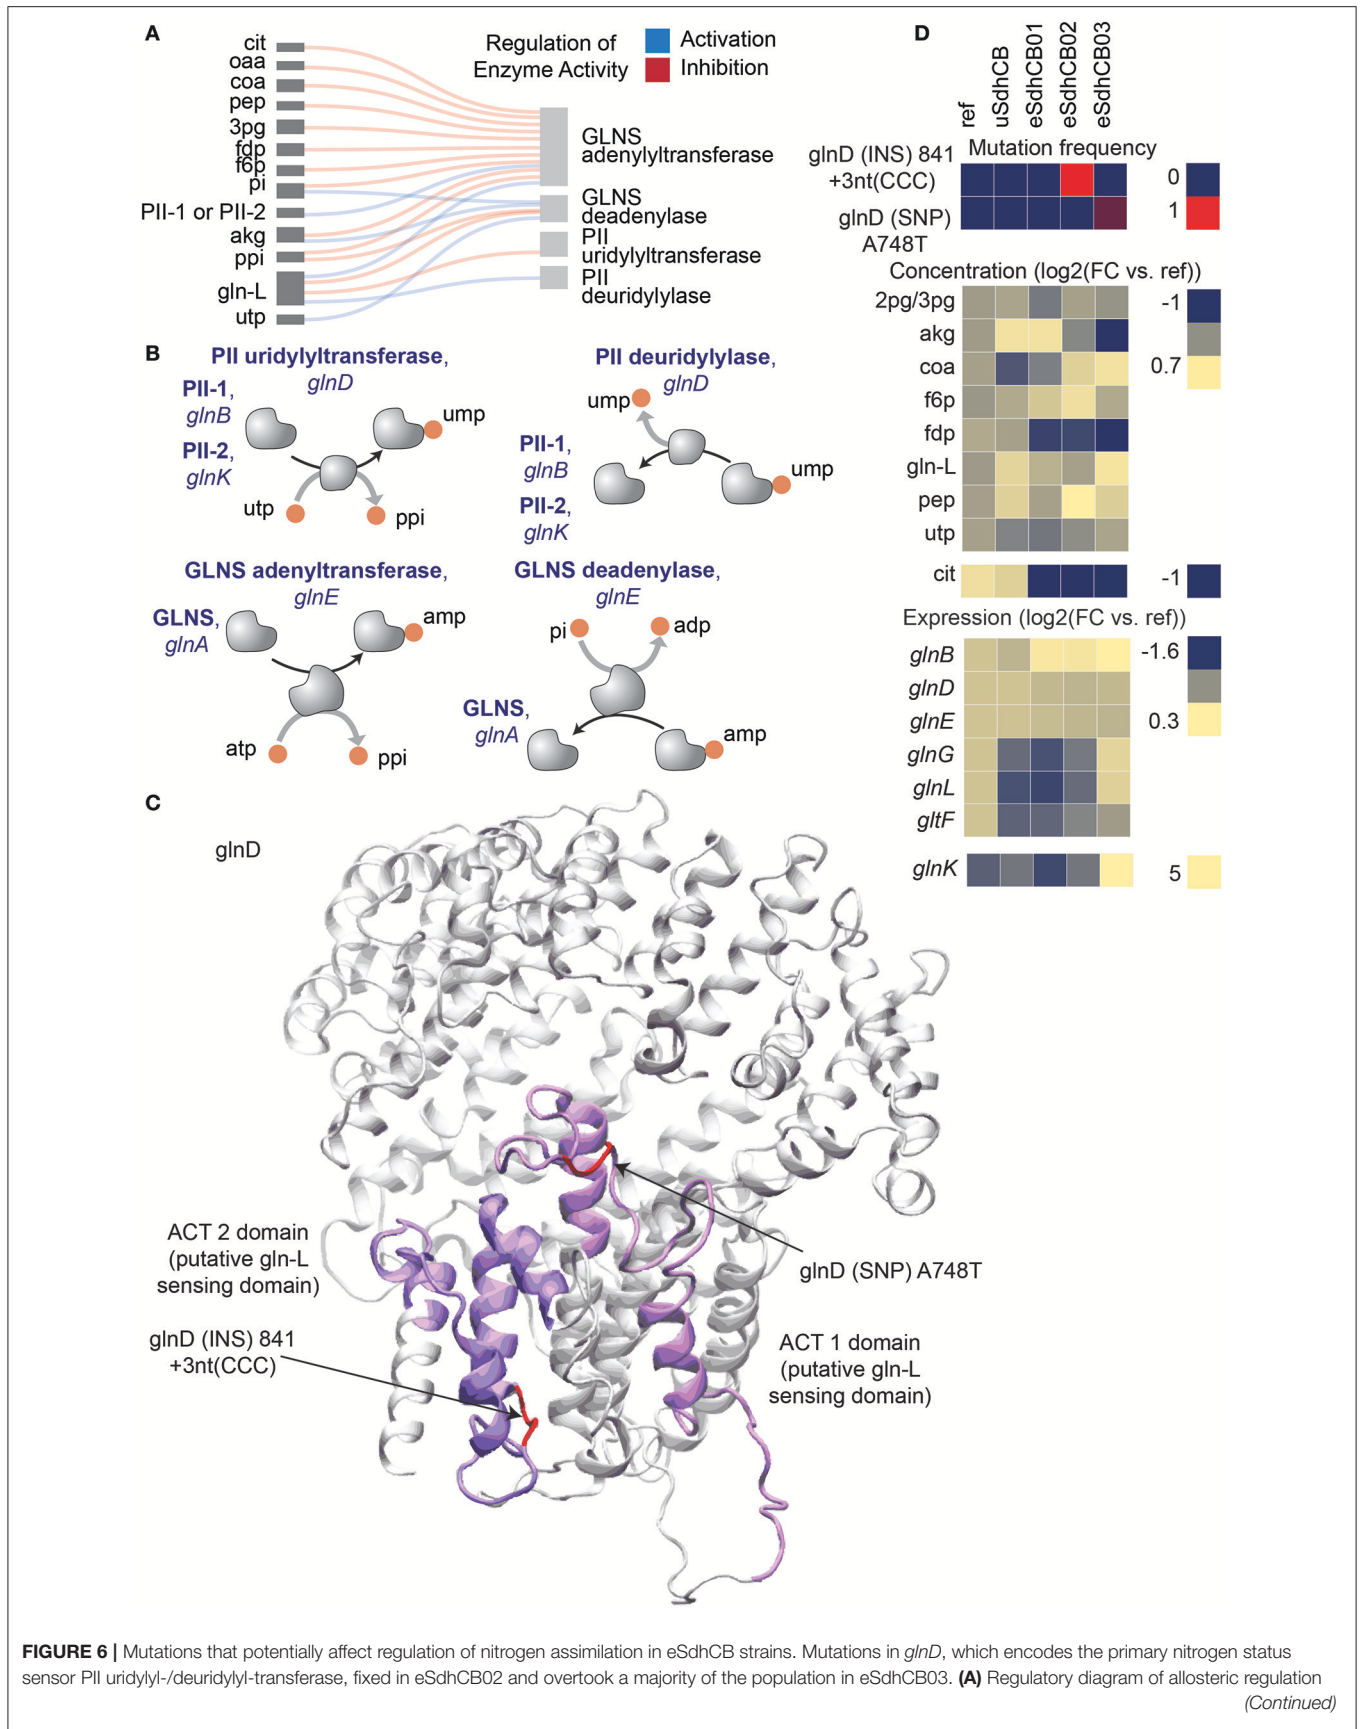 A
cit
oaa
coa
pep
3pg
fdp
f6p
pi
PII-1 or PII-2
akg
ppi
gln-L
utp
Regulation of
Enzyme Activity
Activation
Inhibition
GLNS
adenylyltransferase
GLNS
deadenylase
PII
uridylyltransferase
PII
deuridylylase
B
PII uridylyltransferase,
glnD
PII-1,
glnB
PII-2,
glnK
ump
utp
ppi
PII deuridylylase,
glnD
ump
PII-1,
glnB
PII-2,
glnK
ump
GLNS adenyltransferase,
glnE
GLNS,
glnA
amp
atp
ppi
GLNS deadenylase,
glnE
pi
adp
GLNS,
glnA
amp
C
glnD
ACT 2 domain
(putative gln-L
sensing domain)
glnD (INS) 841
+3nt(CCC)
glnD (SNP) A748T
ACT 1 domain
(putative gln-L
sensing domain)
D
ref
uSdhCB
eSdhCB01
eSdhCB02
eSdhCB03
Mutation frequency
glnD (INS) 841
+3nt(CCC)
glnD (SNP)
A748T
0
1
Concentration (log2(FC vs. ref))
2pg/3pg
akg
coa
f6p
fdp
gln-L
pep
utp
cit
-1
0.7
-1
Expression (log2(FC vs. ref))
glnB
glnD
glnE
glnG
glnL
gltF
glnK
-1.6
0.3
5
FIGURE 6 | Mutations that potentially affect regulation of nitrogen assimilation in eSdhCB strains. Mutations in glnD, which encodes the primary nitrogen status
sensor PII uridylyl-/deuridylyl-transferase, fixed in eSdhCB02 and overtook a majority of the population in eSdhCB03. (A) Regulatory diagram of allosteric regulation
(Continued)